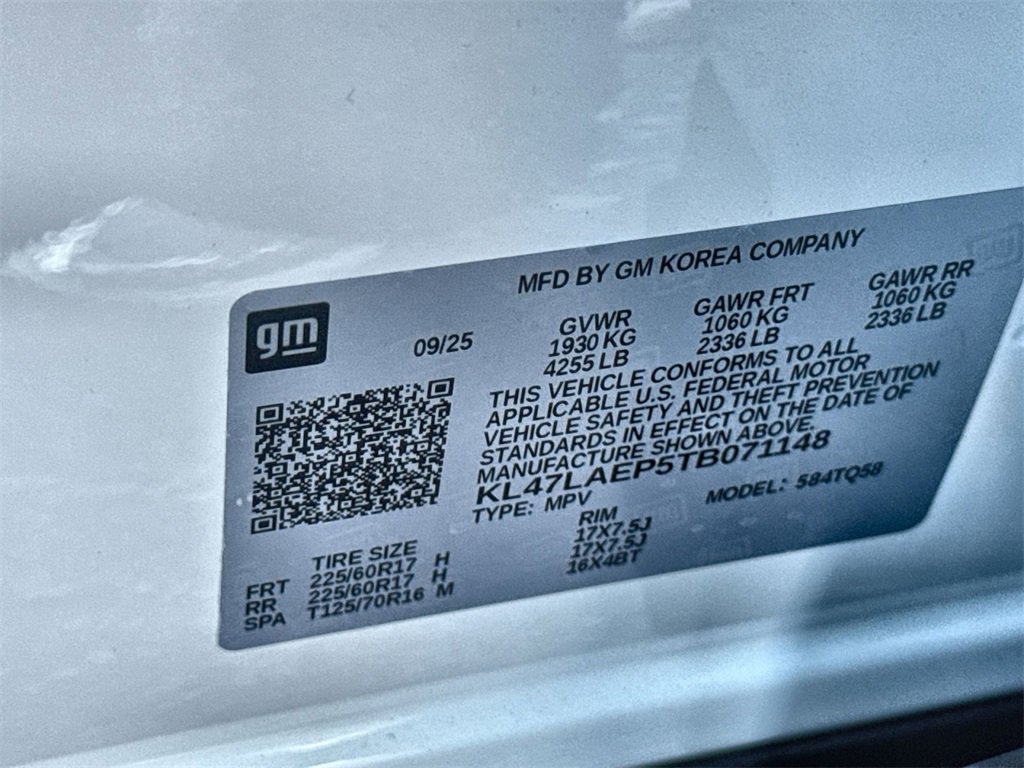 MFD BY GM KOREA COMPANY
gm
09/25
GVWR GAWR FRT GAWR RR
1930 KG 1060 KG 1060 KG
4255 LB 2336 LB 2336 LB
THIS VEHICLE CONFORMS TO ALL
APPLICABLE U.S. FEDERAL MOTOR
VEHICLE SAFETY AND THEFT PREVENTION
STANDARDS IN EFFECT ON THE DATE OF
MANUFACTURE SHOWN ABOVE.
KL47LAEP5TB071148
TYPE: MPV MODEL: 584TQ58
TIRE SIZE RIM
FRT 225/60R17 H 17X7.5J
RR 225/60R17 H 17X7.5J
SPA T125/70R16 M 16X4BT